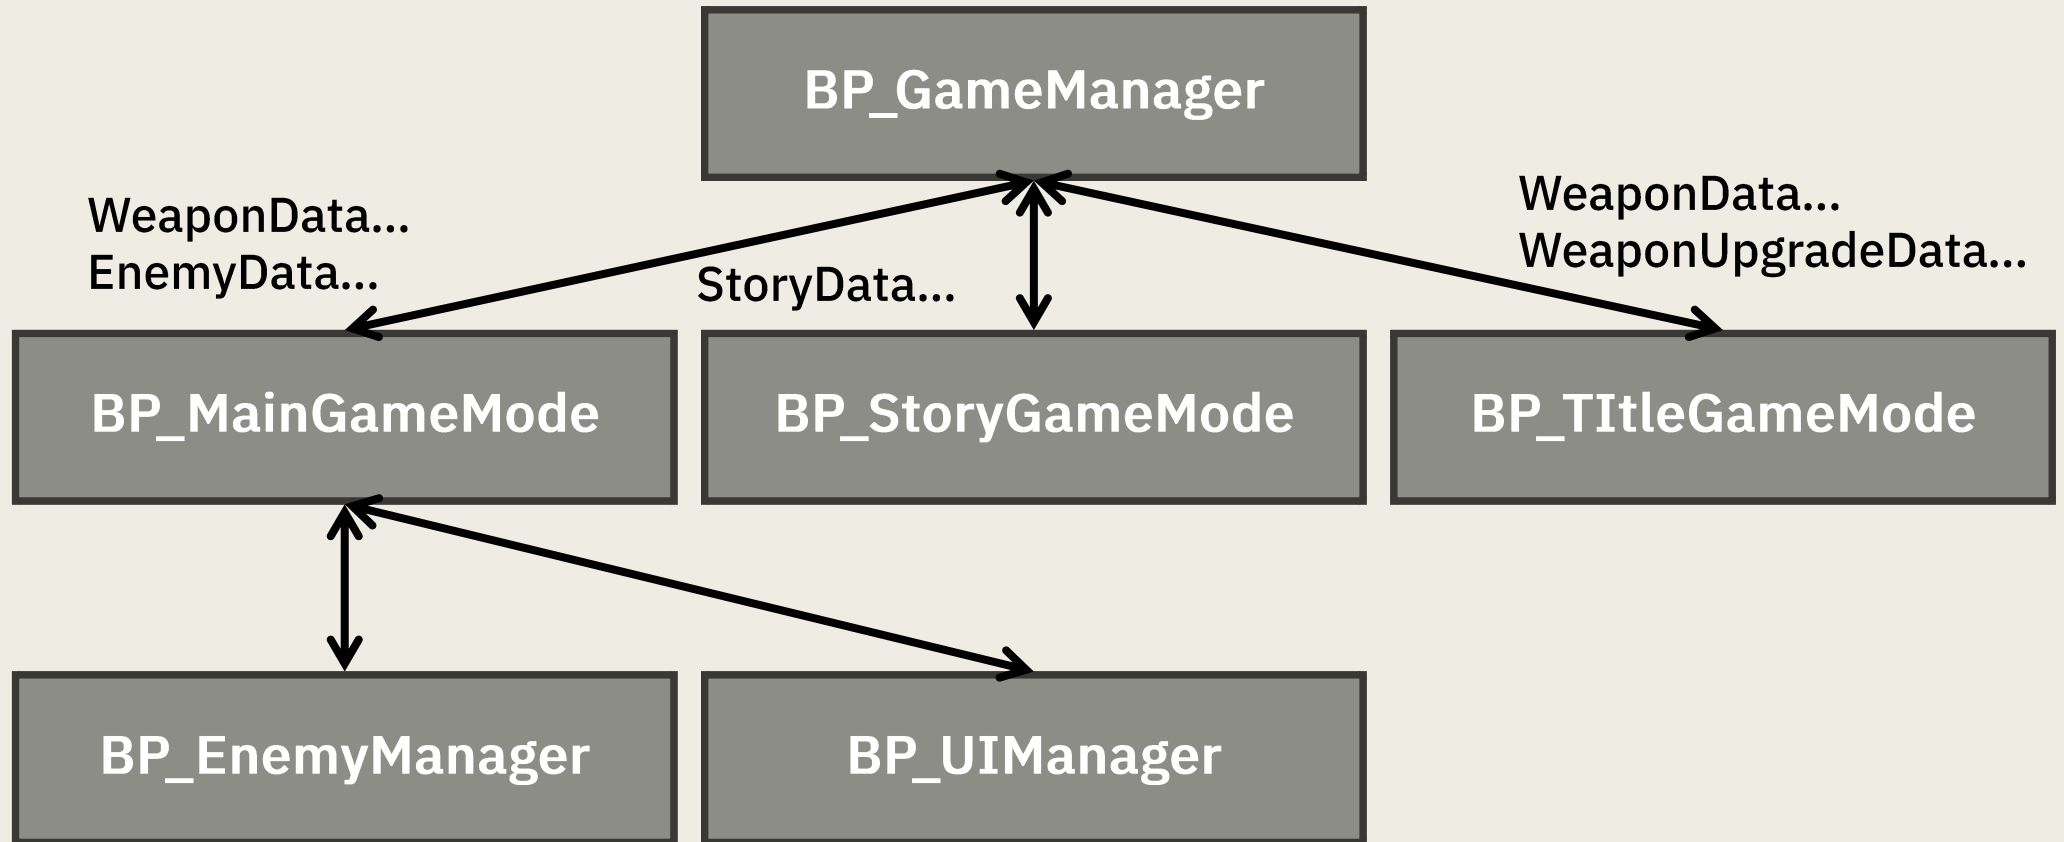 BP_GameManager
WeaponData...
EnemyData...
StoryData...
WeaponData...
WeaponUpgradeData...
BP_MainGameMode
BP_StoryGameMode
BP_TItleGameMode
BP_EnemyManager
BP_UIManager